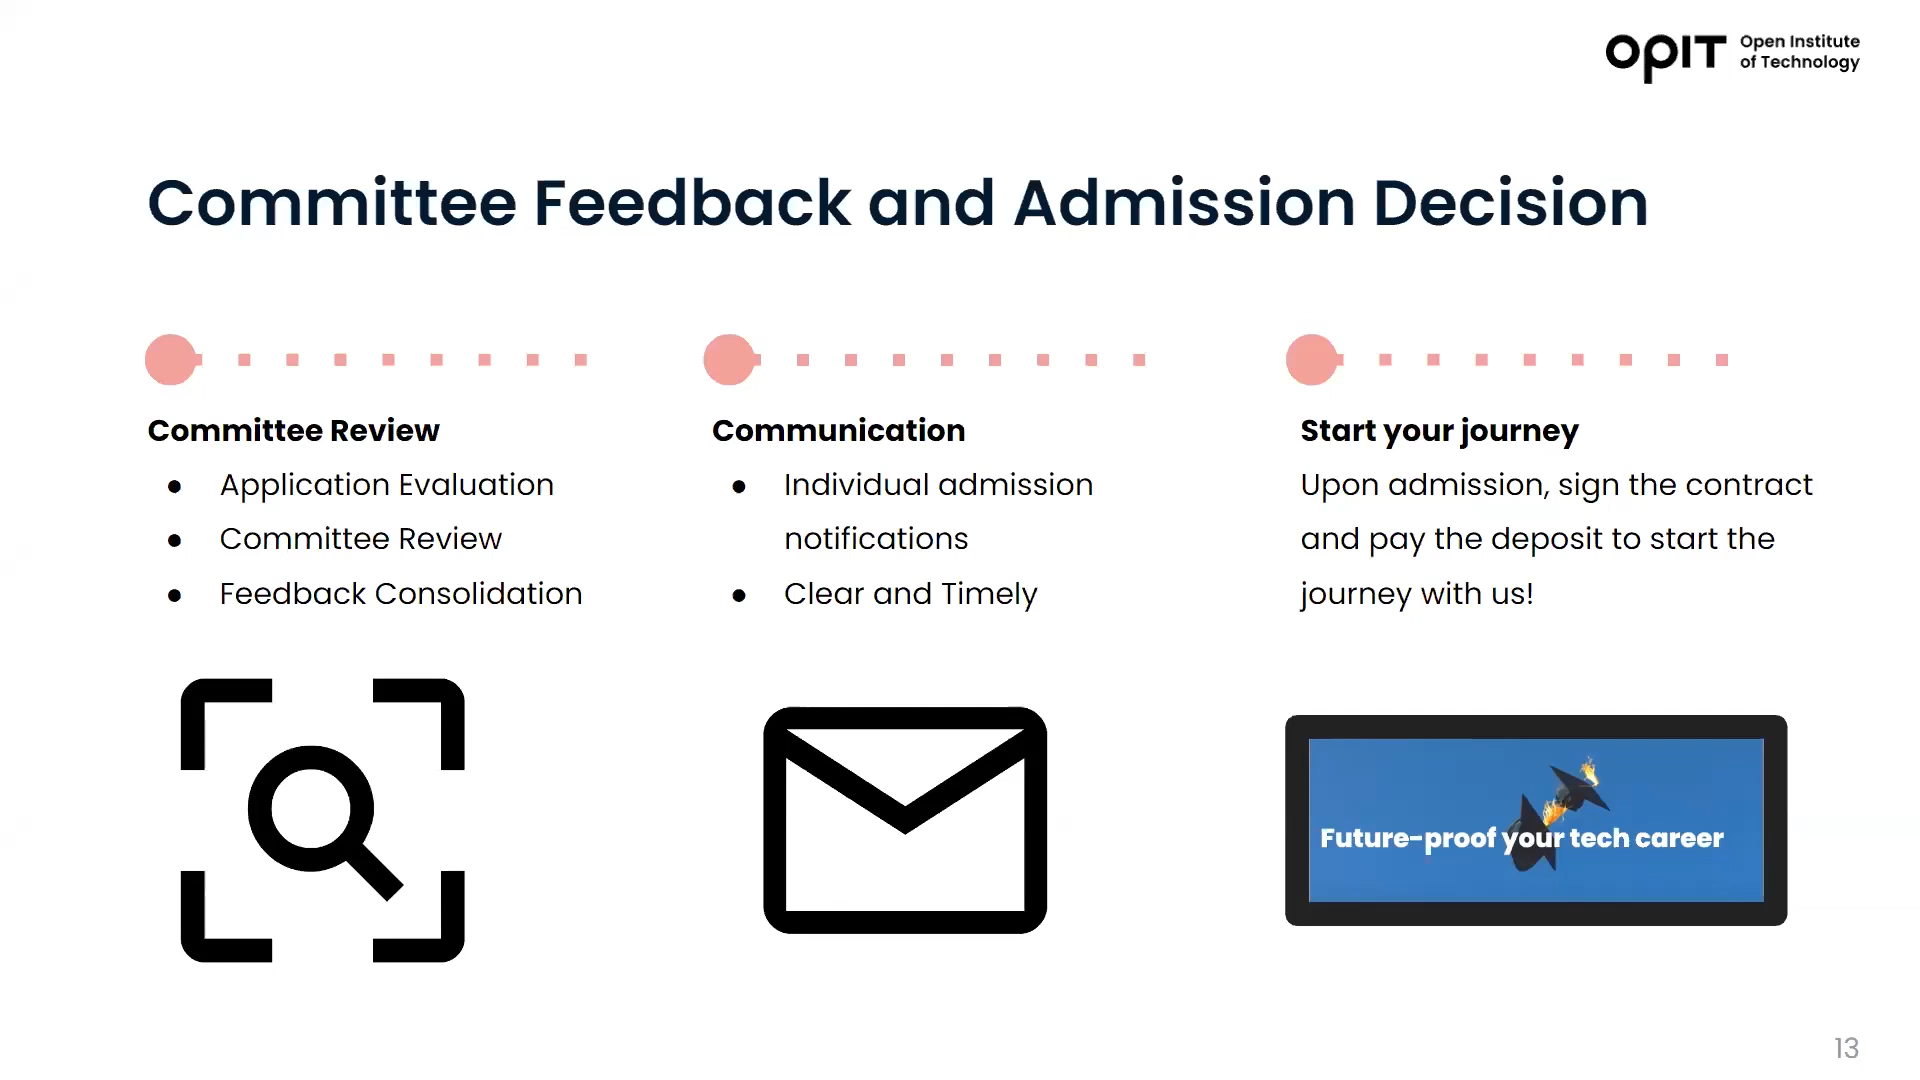 OPIT Open Institute
of Technology
Committee Feedback and Admission Decision
Committee Review
● Application Evaluation
● Committee Review
● Feedback Consolidation
Communication
● Individual admission
notifications
● Clear and Timely
Start your journey
Upon admission, sign the contract
and pay the deposit to start the
journey with us!
Future-proof your tech career
13